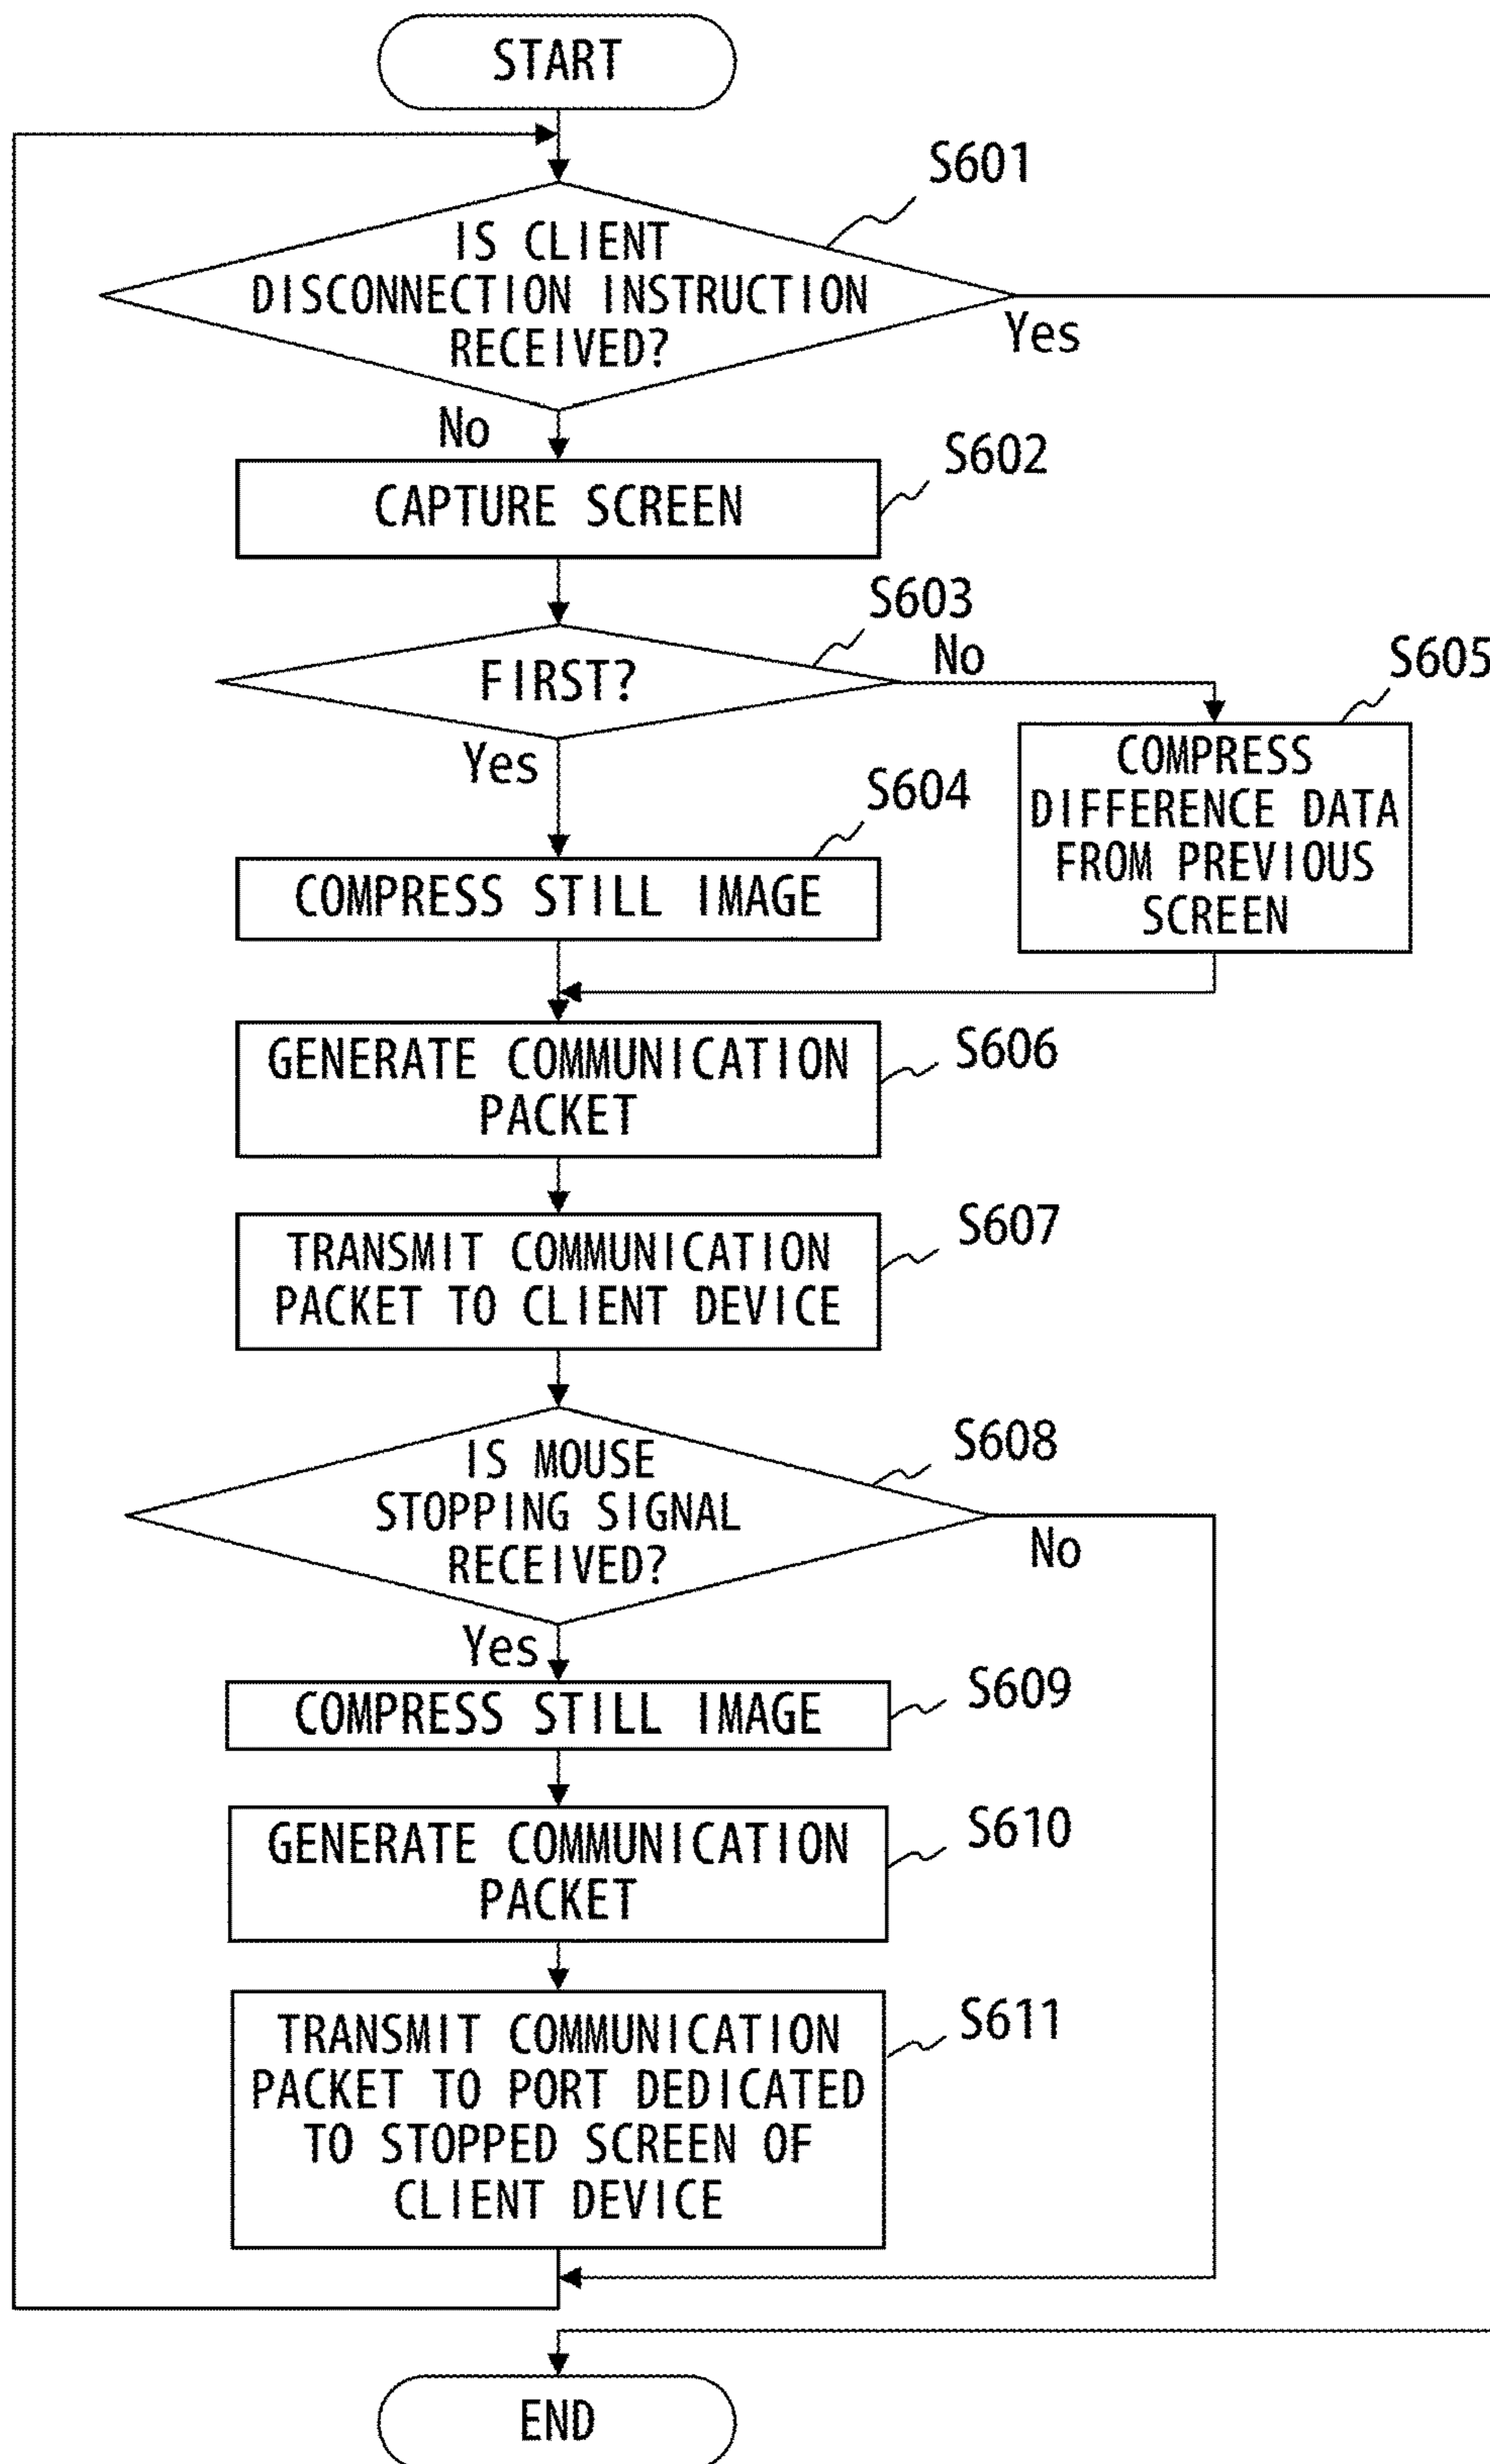 START
S601
IS CLIENT
DISCONNECTION INSTRUCTION
RECEIVED?
Yes
No
S602
CAPTURE SCREEN
S603
FIRST?
No
S605
Yes
COMPRESS
DIFFERENCE DATA
FROM PREVIOUS
SCREEN
S604
COMPRESS STILL IMAGE
S606
GENERATE COMMUNICATION
PACKET
S607
TRANSMIT COMMUNICATION
PACKET TO CLIENT DEVICE
S608
IS MOUSE
STOPPING SIGNAL
RECEIVED?
No
Yes
S609
COMPRESS STILL IMAGE
S610
GENERATE COMMUNICATION
PACKET
S611
TRANSMIT COMMUNICATION
PACKET TO PORT DEDICATED
TO STOPPED SCREEN OF
CLIENT DEVICE
END